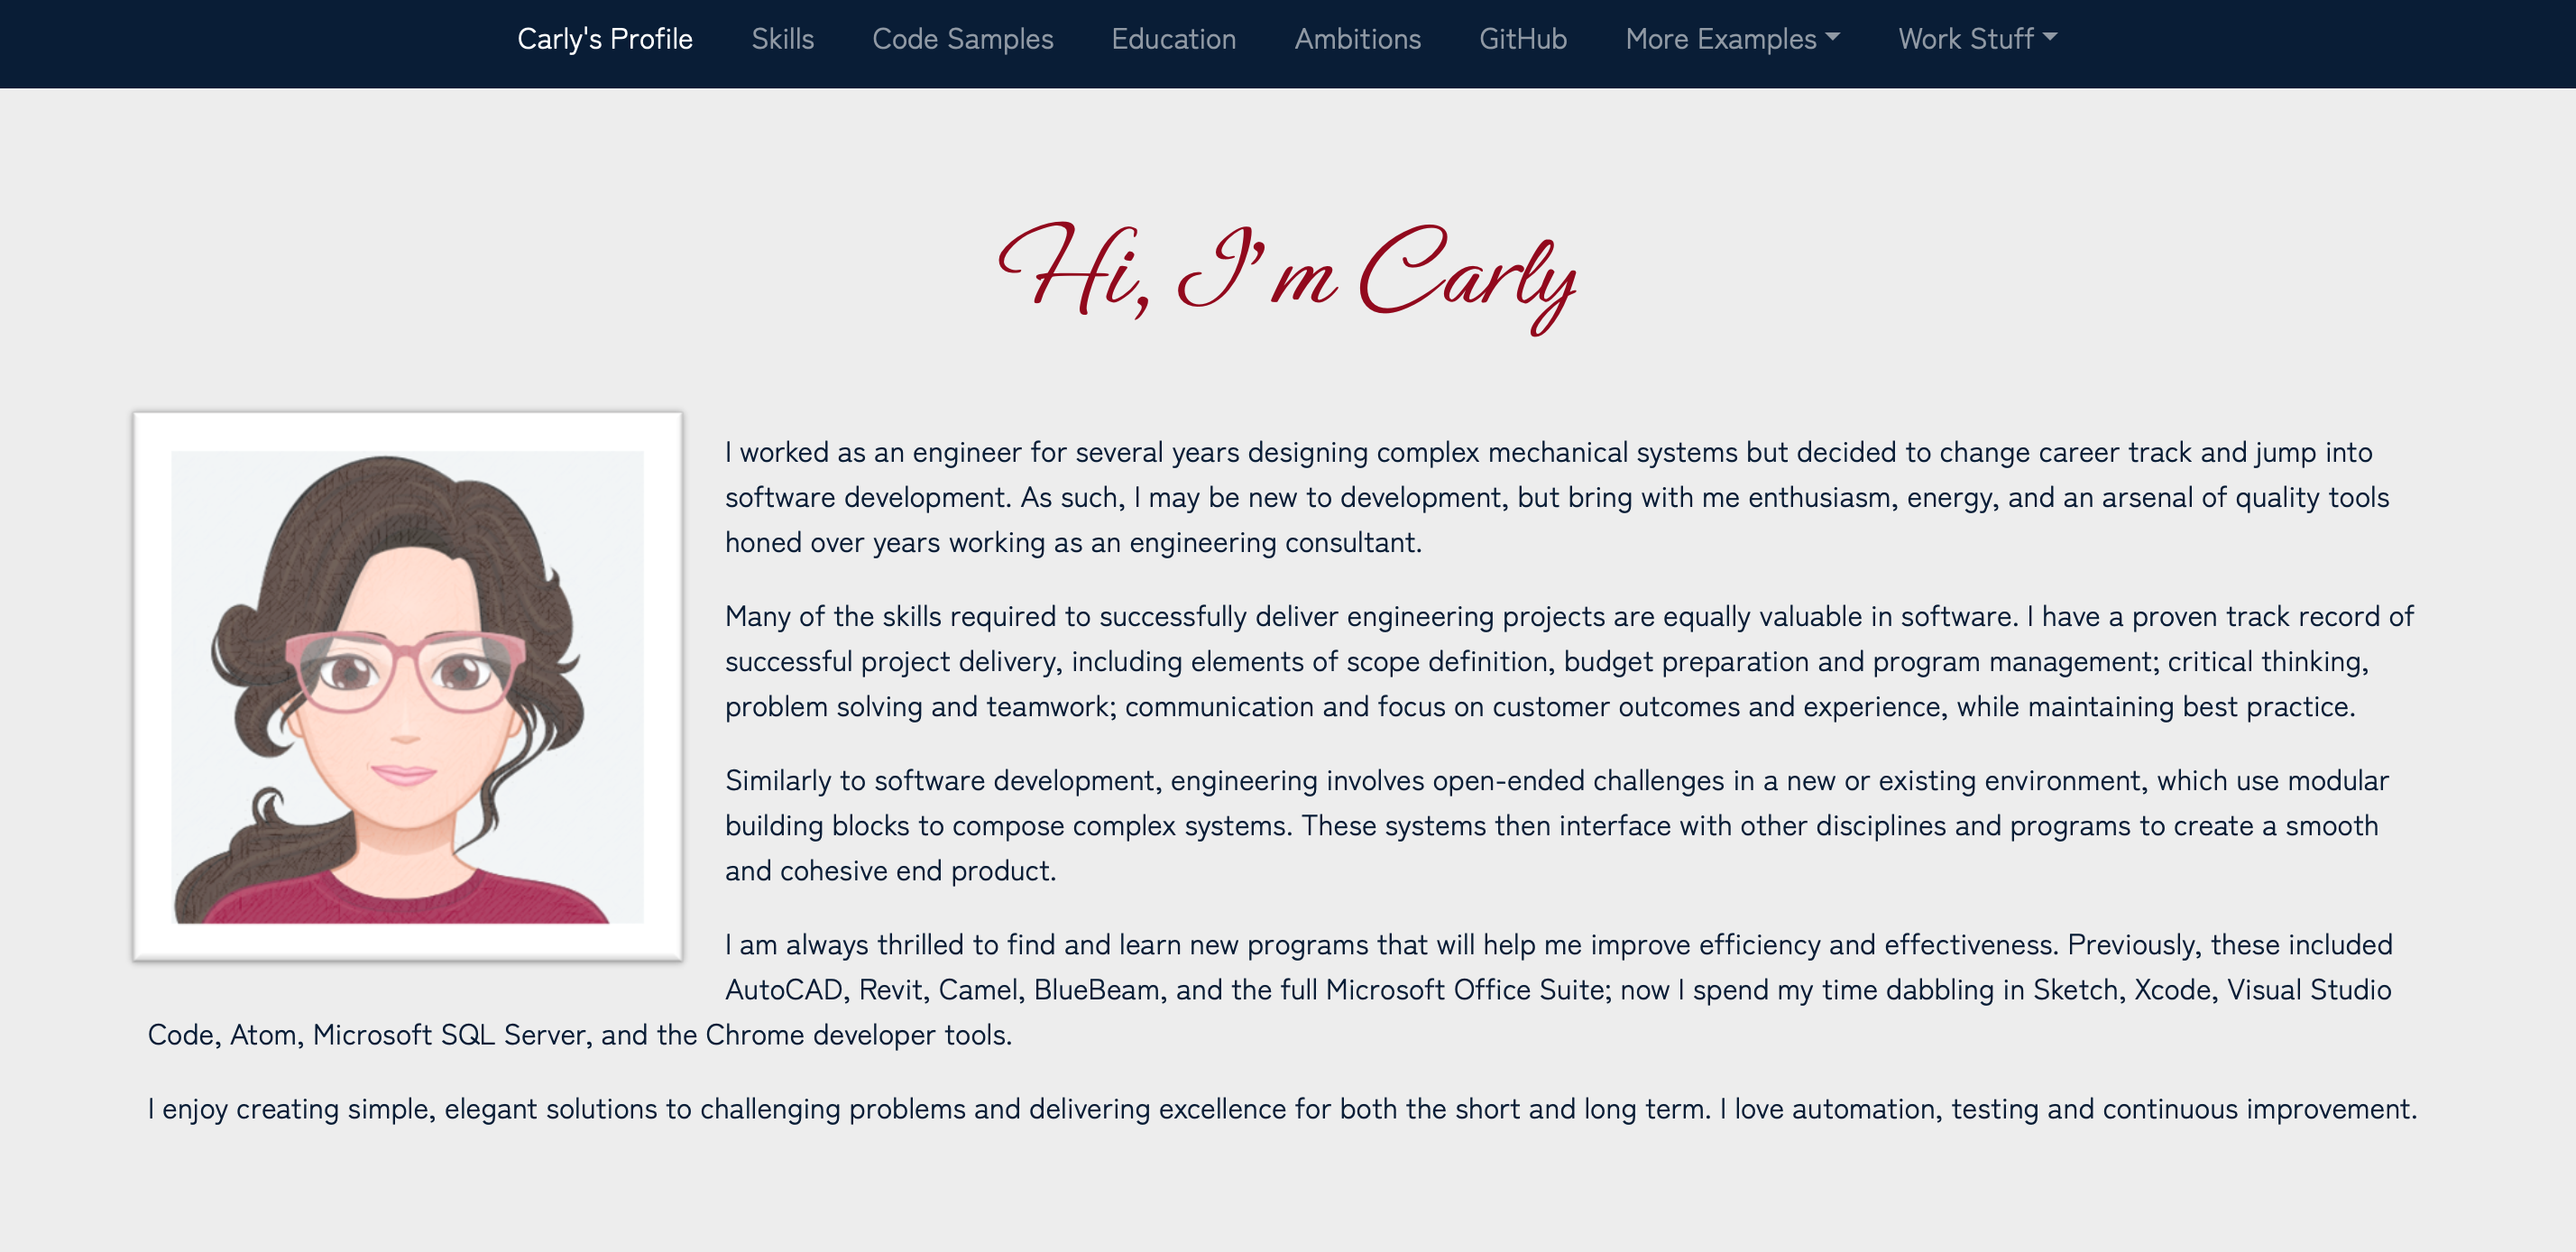 Carly's Profile Skills Code Samples Education Ambitions GitHub More Examples Work Stuff
Hi, I'm Carly
I worked as an engineer for several years designing complex mechanical systems but decided to change career track and jump into
software development. As such, I may be new to development, but bring with me enthusiasm, energy, and an arsenal of quality tools
honed over years working as an engineering consultant.
Many of the skills required to successfully deliver engineering projects are equally valuable in software. I have a proven track record of
successful project delivery, including elements of scope definition, budget preparation and program management; critical thinking,
problem solving and teamwork; communication and focus on customer outcomes and experience, while maintaining best practice.
Similarly to software development, engineering involves open-ended challenges in a new or existing environment, which use modular
building blocks to compose complex systems. These systems then interface with other disciplines and programs to create a smooth
and cohesive end product.
I am always thrilled to find and learn new programs that will help me improve efficiency and effectiveness. Previously, these included
AutoCAD, Revit, Camel, BlueBeam, and the full Microsoft Office Suite; now I spend my time dabbling in Sketch, Xcode, Visual Studio
Code, Atom, Microsoft SQL Server, and the Chrome developer tools.
I enjoy creating simple, elegant solutions to challenging problems and delivering excellence for both the short and long term. I love automation, testing and continuous improvement.